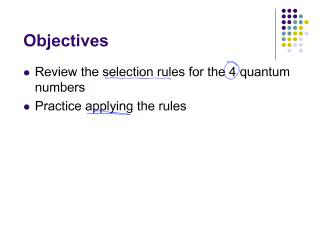 Objectives
Review the selection rules for the 4 quantum
numbers
Practice applying the rules